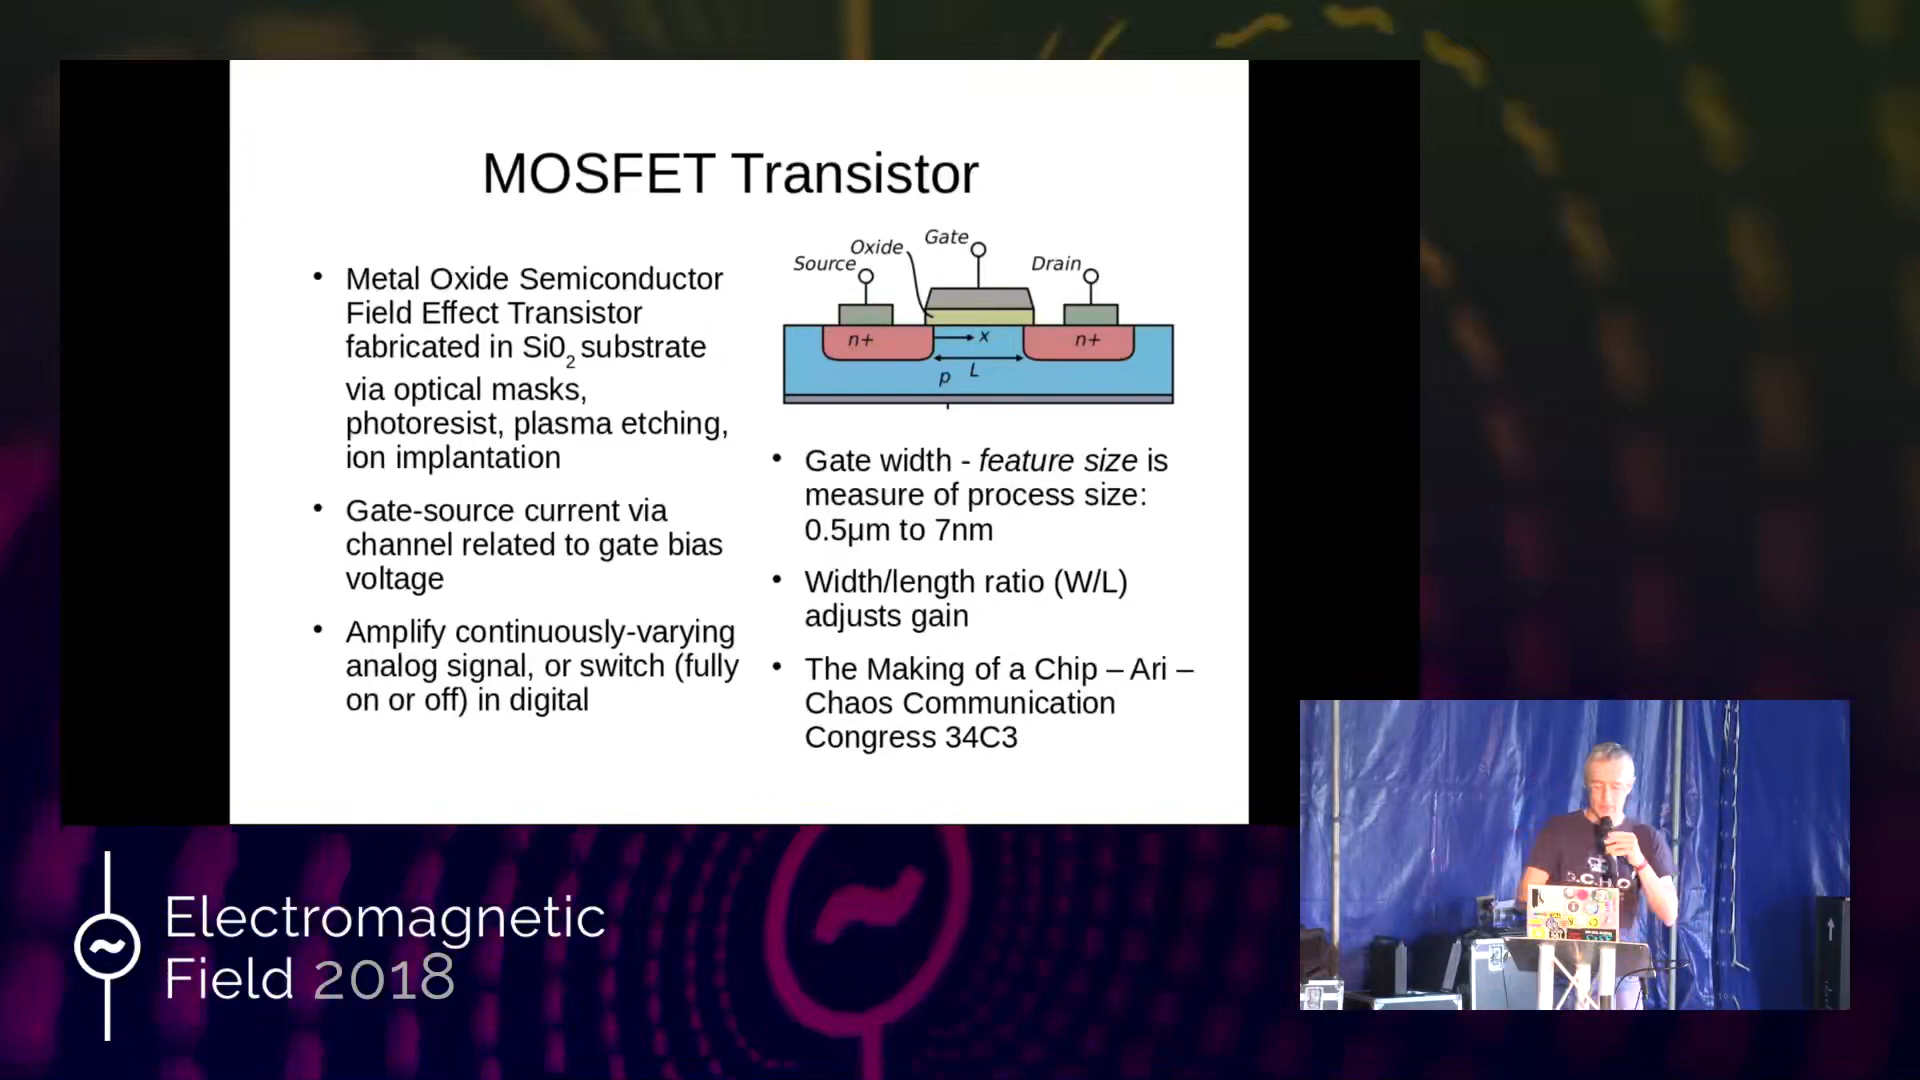 MOSFET Transistor
• Metal Oxide Semiconductor
Field Effect Transistor
fabricated in Si0₂ substrate
via optical masks,
photoresist, plasma etching,
ion implantation
• Gate-source current via
channel related to gate bias
voltage
• Amplify continuously-varying
analog signal, or switch (fully
on or off) in digital
Source
Oxide
Gate
Drain
n+
x
n+
p
L
• Gate width - feature size is
measure of process size:
0.5μm to 7nm
• Width/length ratio (W/L)
adjusts gain
• The Making of a Chip – Ari –
Chaos Communication
Congress 34C3
Electromagnetic
Field 2018